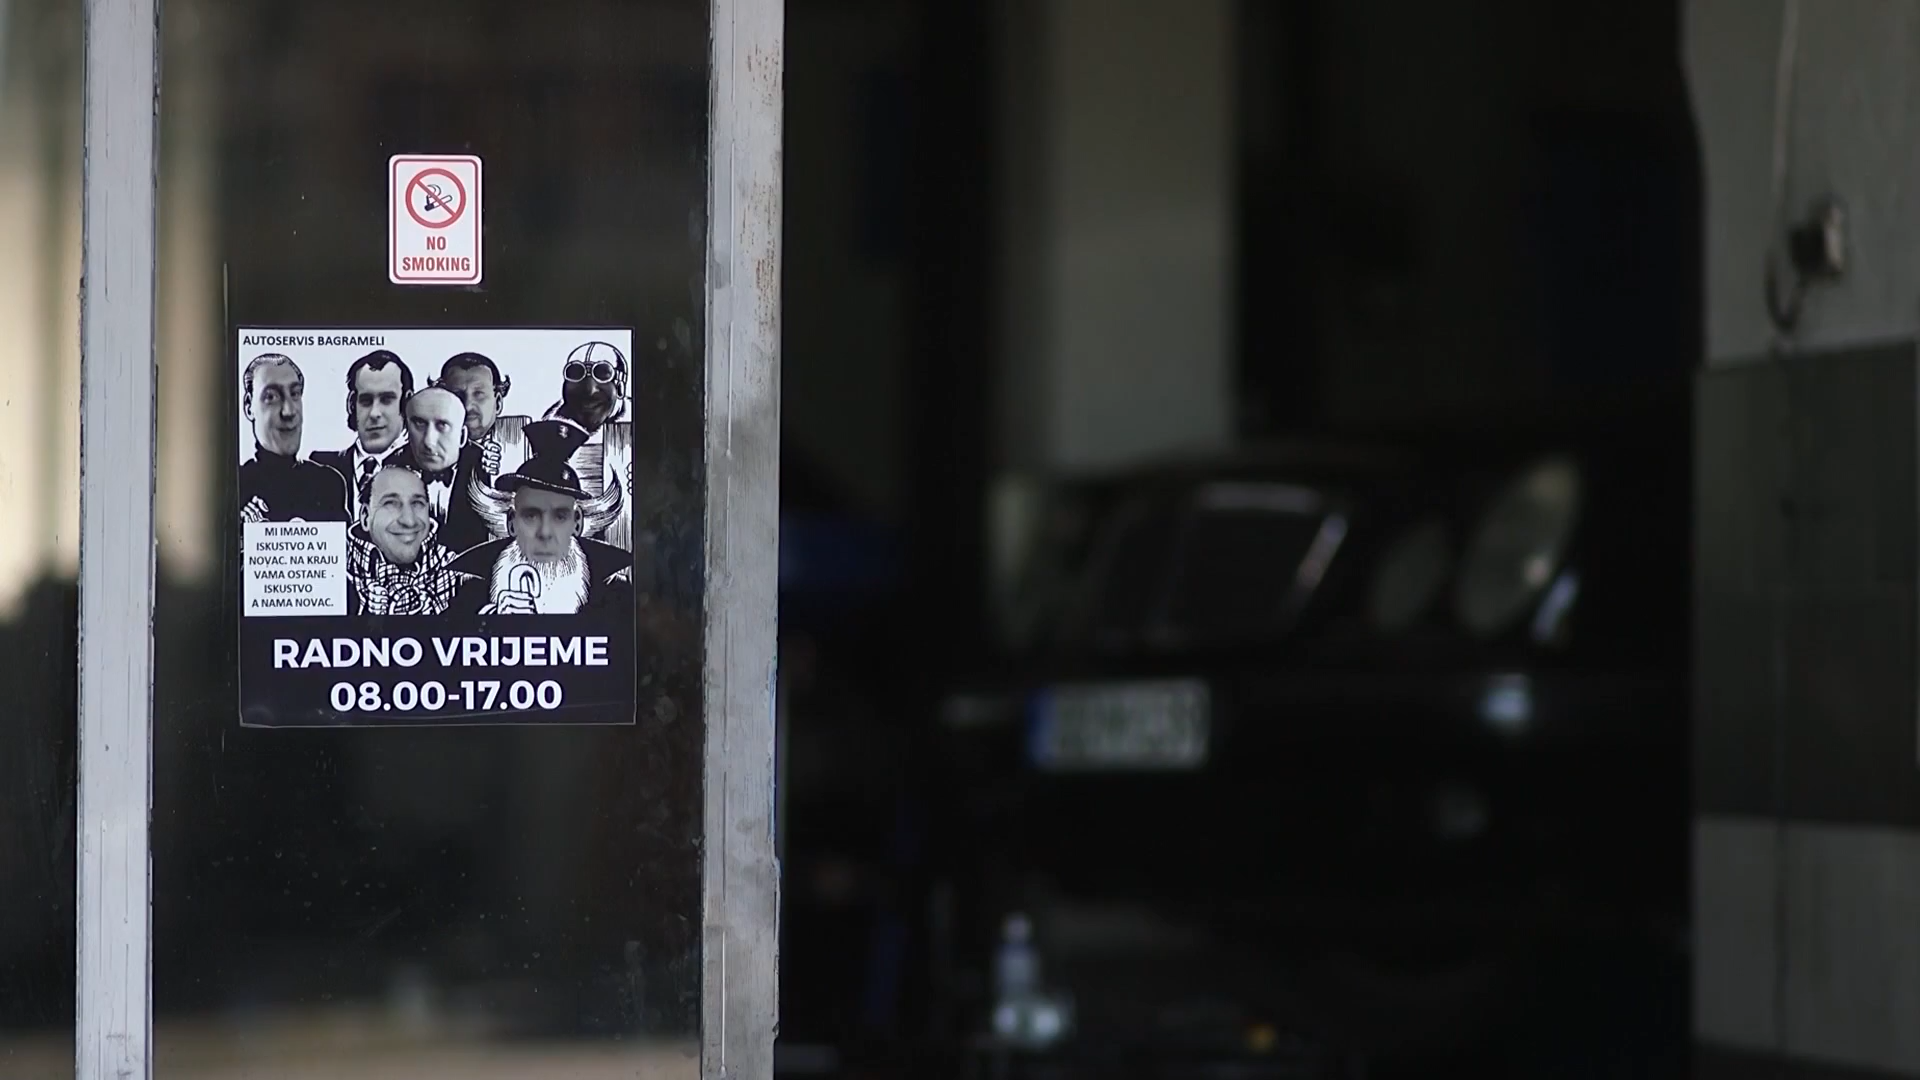 NO
SMOKING
AUTOSERVIS BAGRAMELI
MI IMAMO
ISKUSTVO A VI
NOVAC. NA KRAJU
VAMA OSTANE
ISKUSTVO
A NAMA NOVAC.
RADNO VRIJEME
08.00-17.00